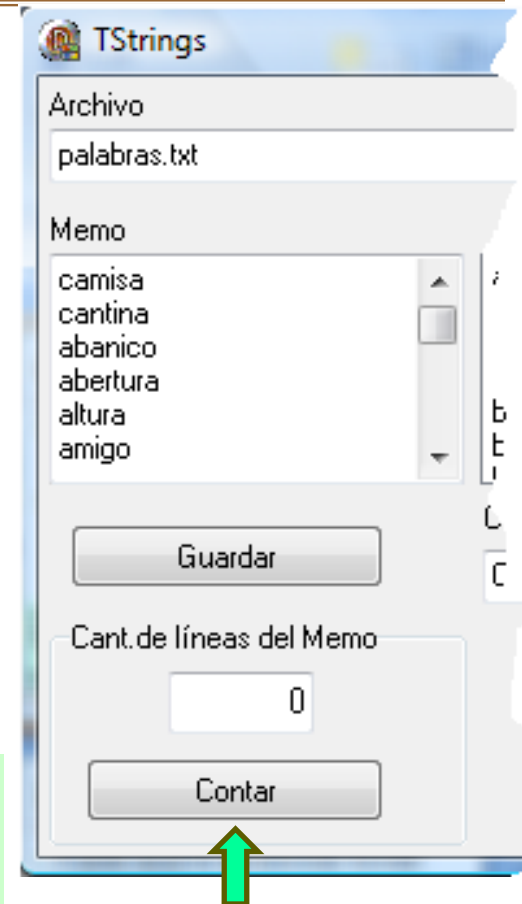 TStrings
Archivo
palabras.txt
Memo
camisa
cantina
abanico
abertura
altura
amigo
Guardar
Cant.de líneas del Memo
0
Contar